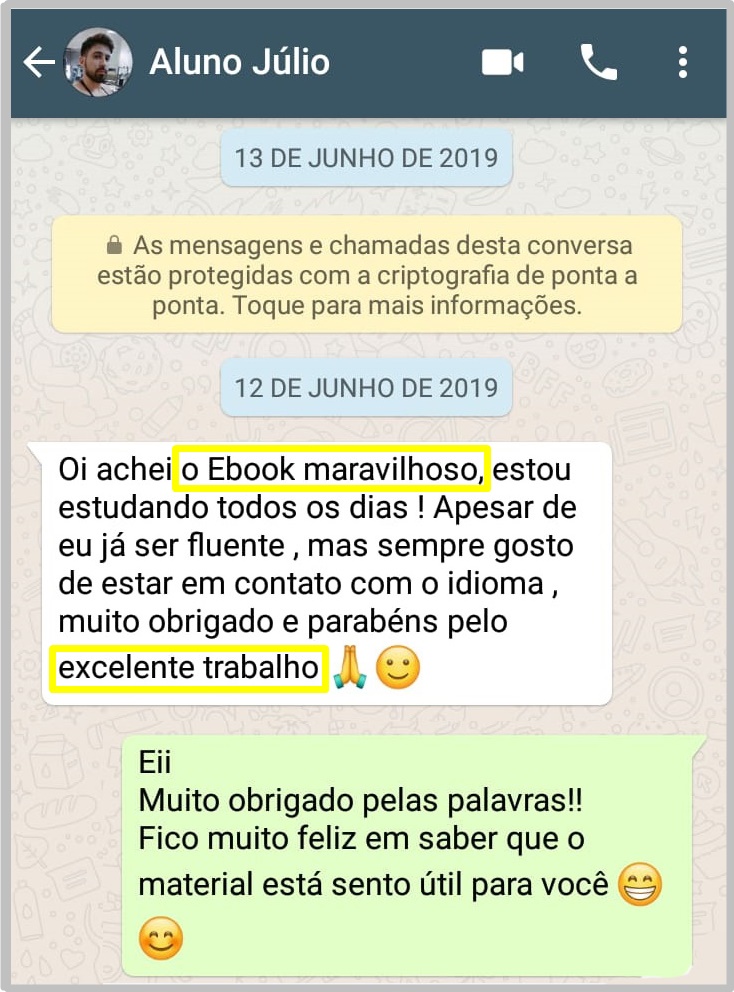 Aluno Júlio
13 DE JUNHO DE 2019
As mensagens e chamadas desta conversa
estão protegidas com a criptografia de ponta a
ponta. Toque para mais informações.
12 DE JUNHO DE 2019
Oi achei o Ebook maravilhoso, estou
estudando todos os dias ! Apesar de
eu já ser fluente , mas sempre gosto
de estar em contato com o idioma ,
muito obrigado e parabéns pelo
excelente trabalho 🙏🙂
Eii
Muito obrigado pelas palavras!!
Fico muito feliz em saber que o
material está sento útil para você 😁
😊